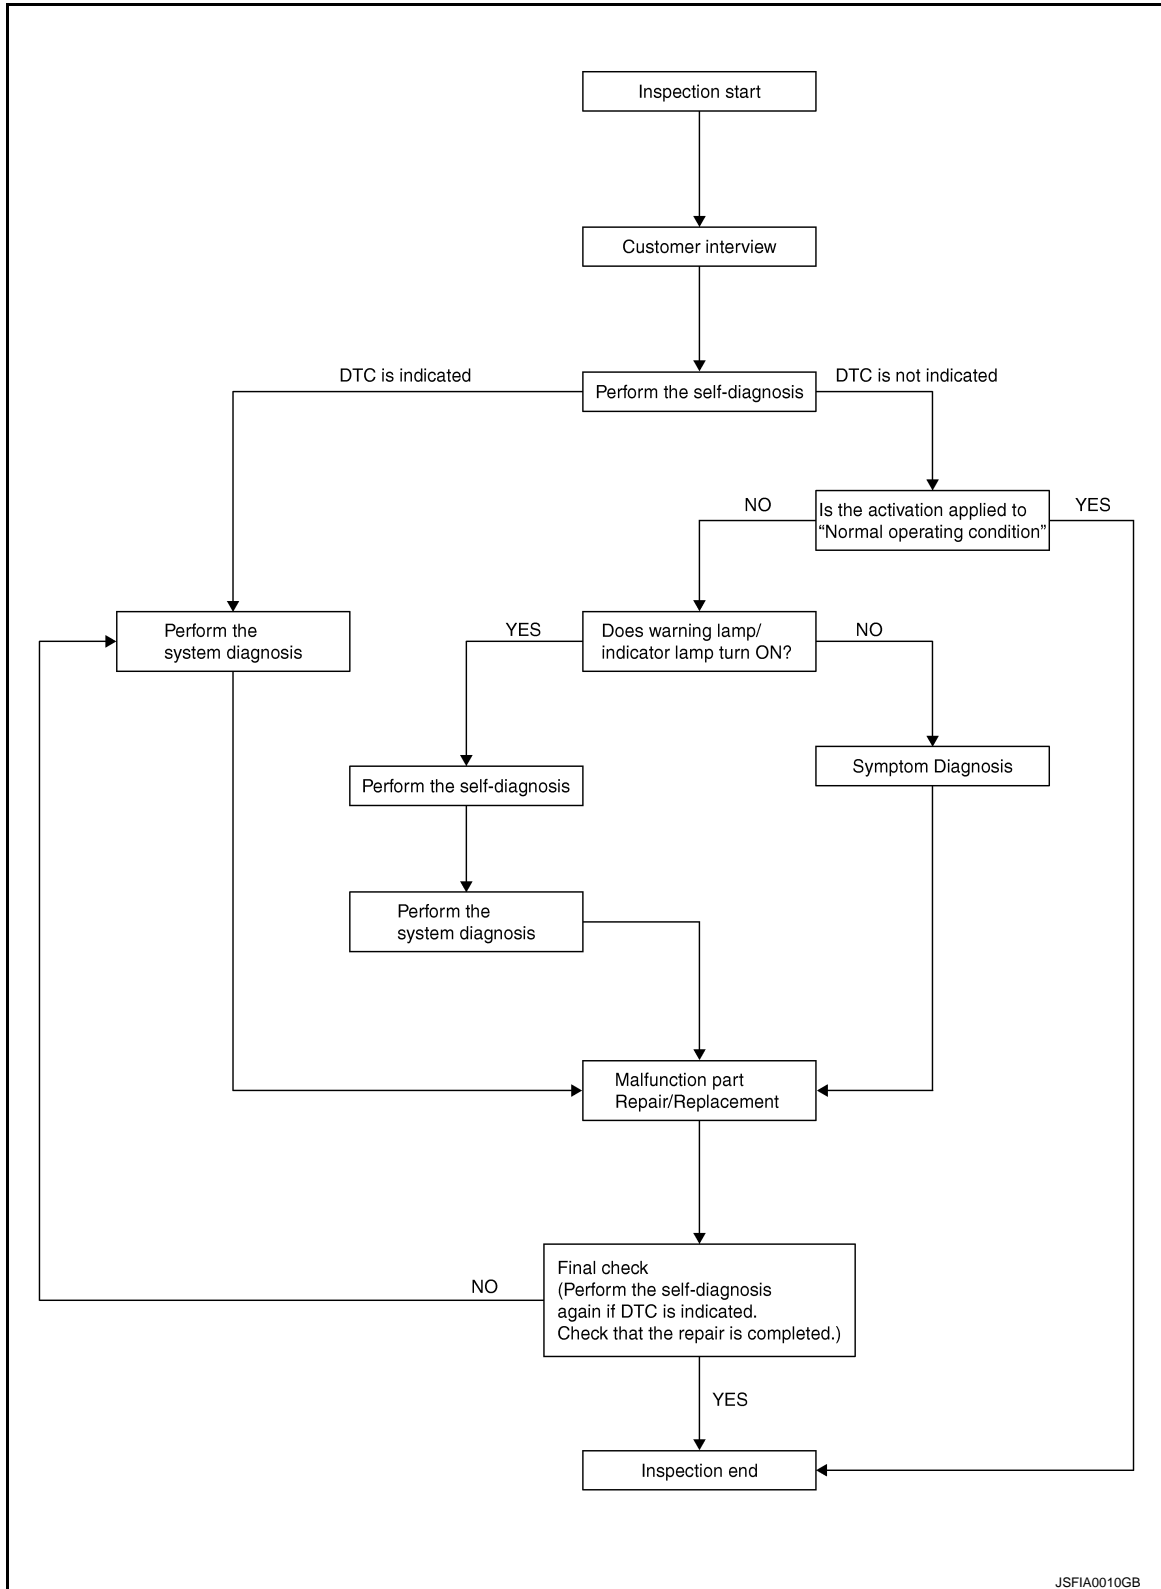 Inspection start
Customer interview
DTC is indicated
Perform the self-diagnosis
DTC is not indicated
NO
Is the activation applied to
“Normal operating condition”
YES
Perform the
system diagnosis
YES
Does warning lamp/
indicator lamp turn ON?
NO
Perform the self-diagnosis
Symptom Diagnosis
Perform the
system diagnosis
Malfunction part
Repair/Replacement
NO
Final check
(Perform the self-diagnosis
again if DTC is indicated.
Check that the repair is completed.)
YES
Inspection end
JSFIA0010GB